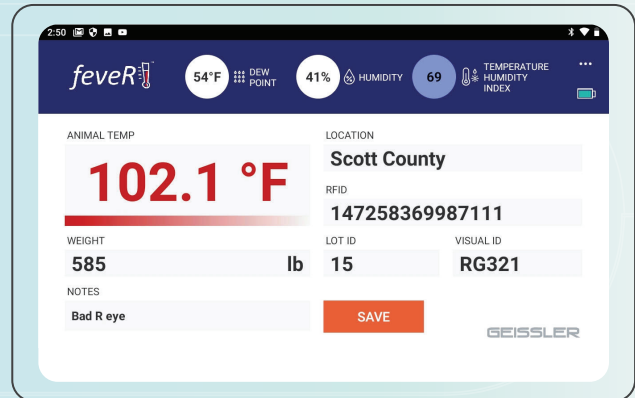 2:50
feveR
54°F DEW POINT
41% HUMIDITY
69 TEMPERATURE HUMIDITY INDEX
ANIMAL TEMP
102.1 °F
LOCATION
Scott County
RFID
147258369987111
WEIGHT
585 lb
LOT ID
15
VISUAL ID
RG321
NOTES
Bad R eye
SAVE
GEISSLER